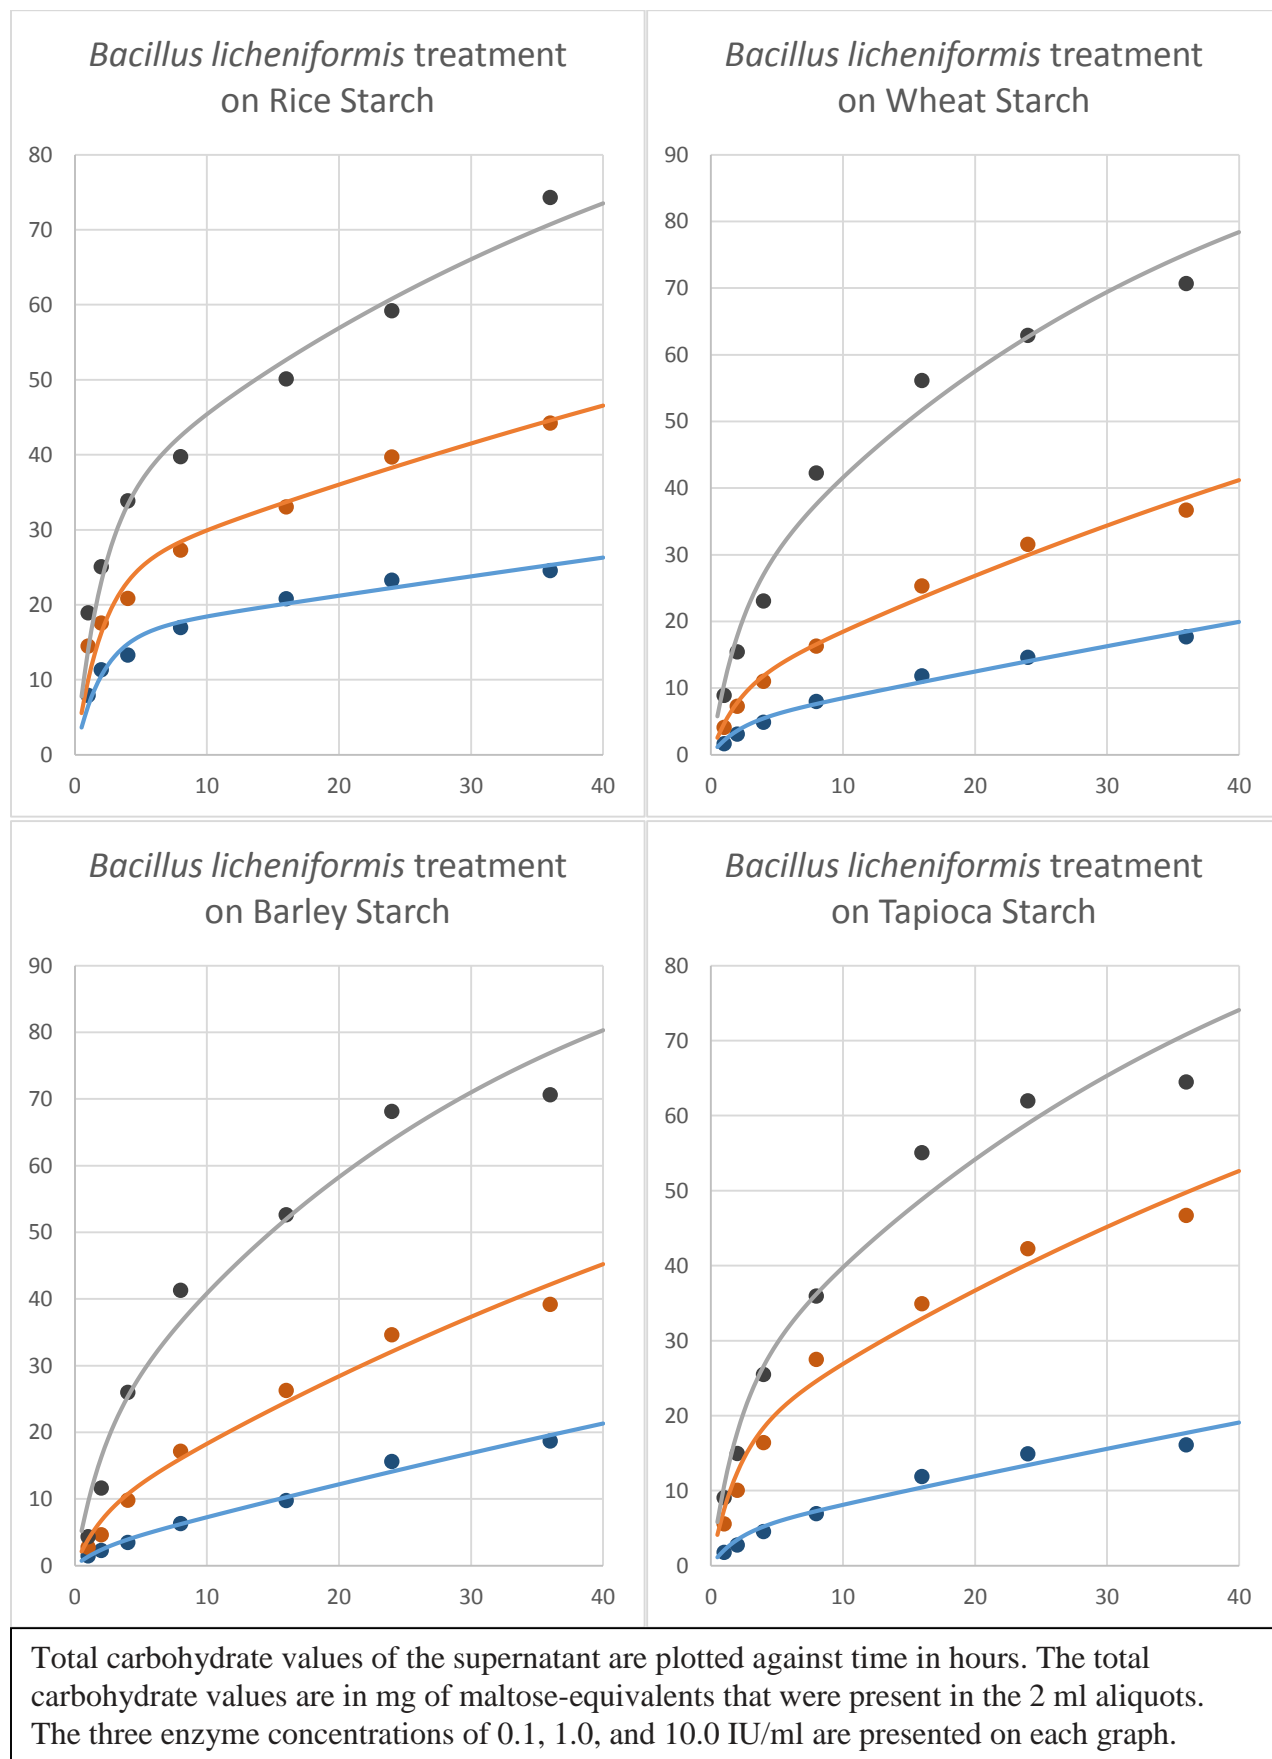 Bacillus licheniformis treatment
on Rice Starch
80
70
60
50
40
30
20
10
0
0 10 20 30 40
Bacillus licheniformis treatment
on Wheat Starch
90
80
70
60
50
40
30
20
10
0
0 10 20 30 40
Bacillus licheniformis treatment
on Barley Starch
90
80
70
60
50
40
30
20
10
0
0 10 20 30 40
Bacillus licheniformis treatment
on Tapioca Starch
80
70
60
50
40
30
20
10
0
0 10 20 30 40
Total carbohydrate values of the supernatant are plotted against time in hours. The total
carbohydrate values are in mg of maltose-equivalents that were present in the 2 ml aliquots.
The three enzyme concentrations of 0.1, 1.0, and 10.0 IU/ml are presented on each graph.